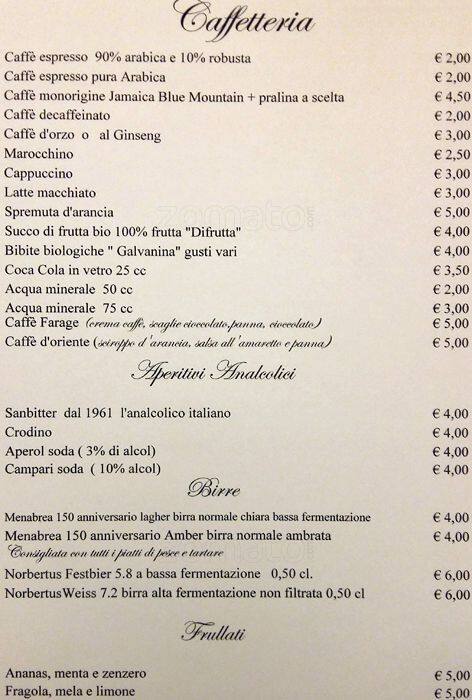 Caffetteria
Caffè espresso 90% arabica e 10% robusta € 2,00
Caffè espresso pura Arabica € 2,00
Caffè monorigine Jamaica Blue Mountain + pralina a scelta € 4,50
Caffè decaffeinato € 2,00
Caffè d'orzo o al Ginseng € 3,00
Marocchino € 2,50
Cappuccino € 3,00
Latte macchiato € 3,00
Spremuta d'arancia € 5,00
Succo di frutta bio 100% frutta "Difrutta" € 4,00
Bibite biologiche " Galvanina" gusti vari € 4,00
Coca Cola in vetro 25 cc € 3,50
Acqua minerale 50 cc € 2,00
Acqua minerale 75 cc € 3,00
Caffè Farage (crema caffè, scaglie cioccolato,panna, cioccolato) € 5,00
Caffè d'oriente (sciroppo d'arancia, salsa all'amaretto e panna) € 5,00
zomato.com
Aperitivi Analcolici
Sanbitter dal 1961 l'analcolico italiano € 4,00
Crodino € 4,00
Aperol soda ( 3% di alcol) € 4,00
Campari soda ( 10% alcol) € 4,00
Birre
Menabrea 150 anniversario lagher birra normale chiara bassa fermentazione € 4,00
Menabrea 150 anniversario Amber birra normale ambrata € 4,00
Consigliata con tutti i piatti di pesce e tartare
Norbertus Festbier 5.8 a bassa fermentazione 0,50 cl. € 6,00
Norbertus Weiss 7.2 birra alta fermentazione non filtrata 0,50 cl € 6,00
Frullati
Ananas, menta e zenzero € 5,00
Fragola, mela e limone € 5,00